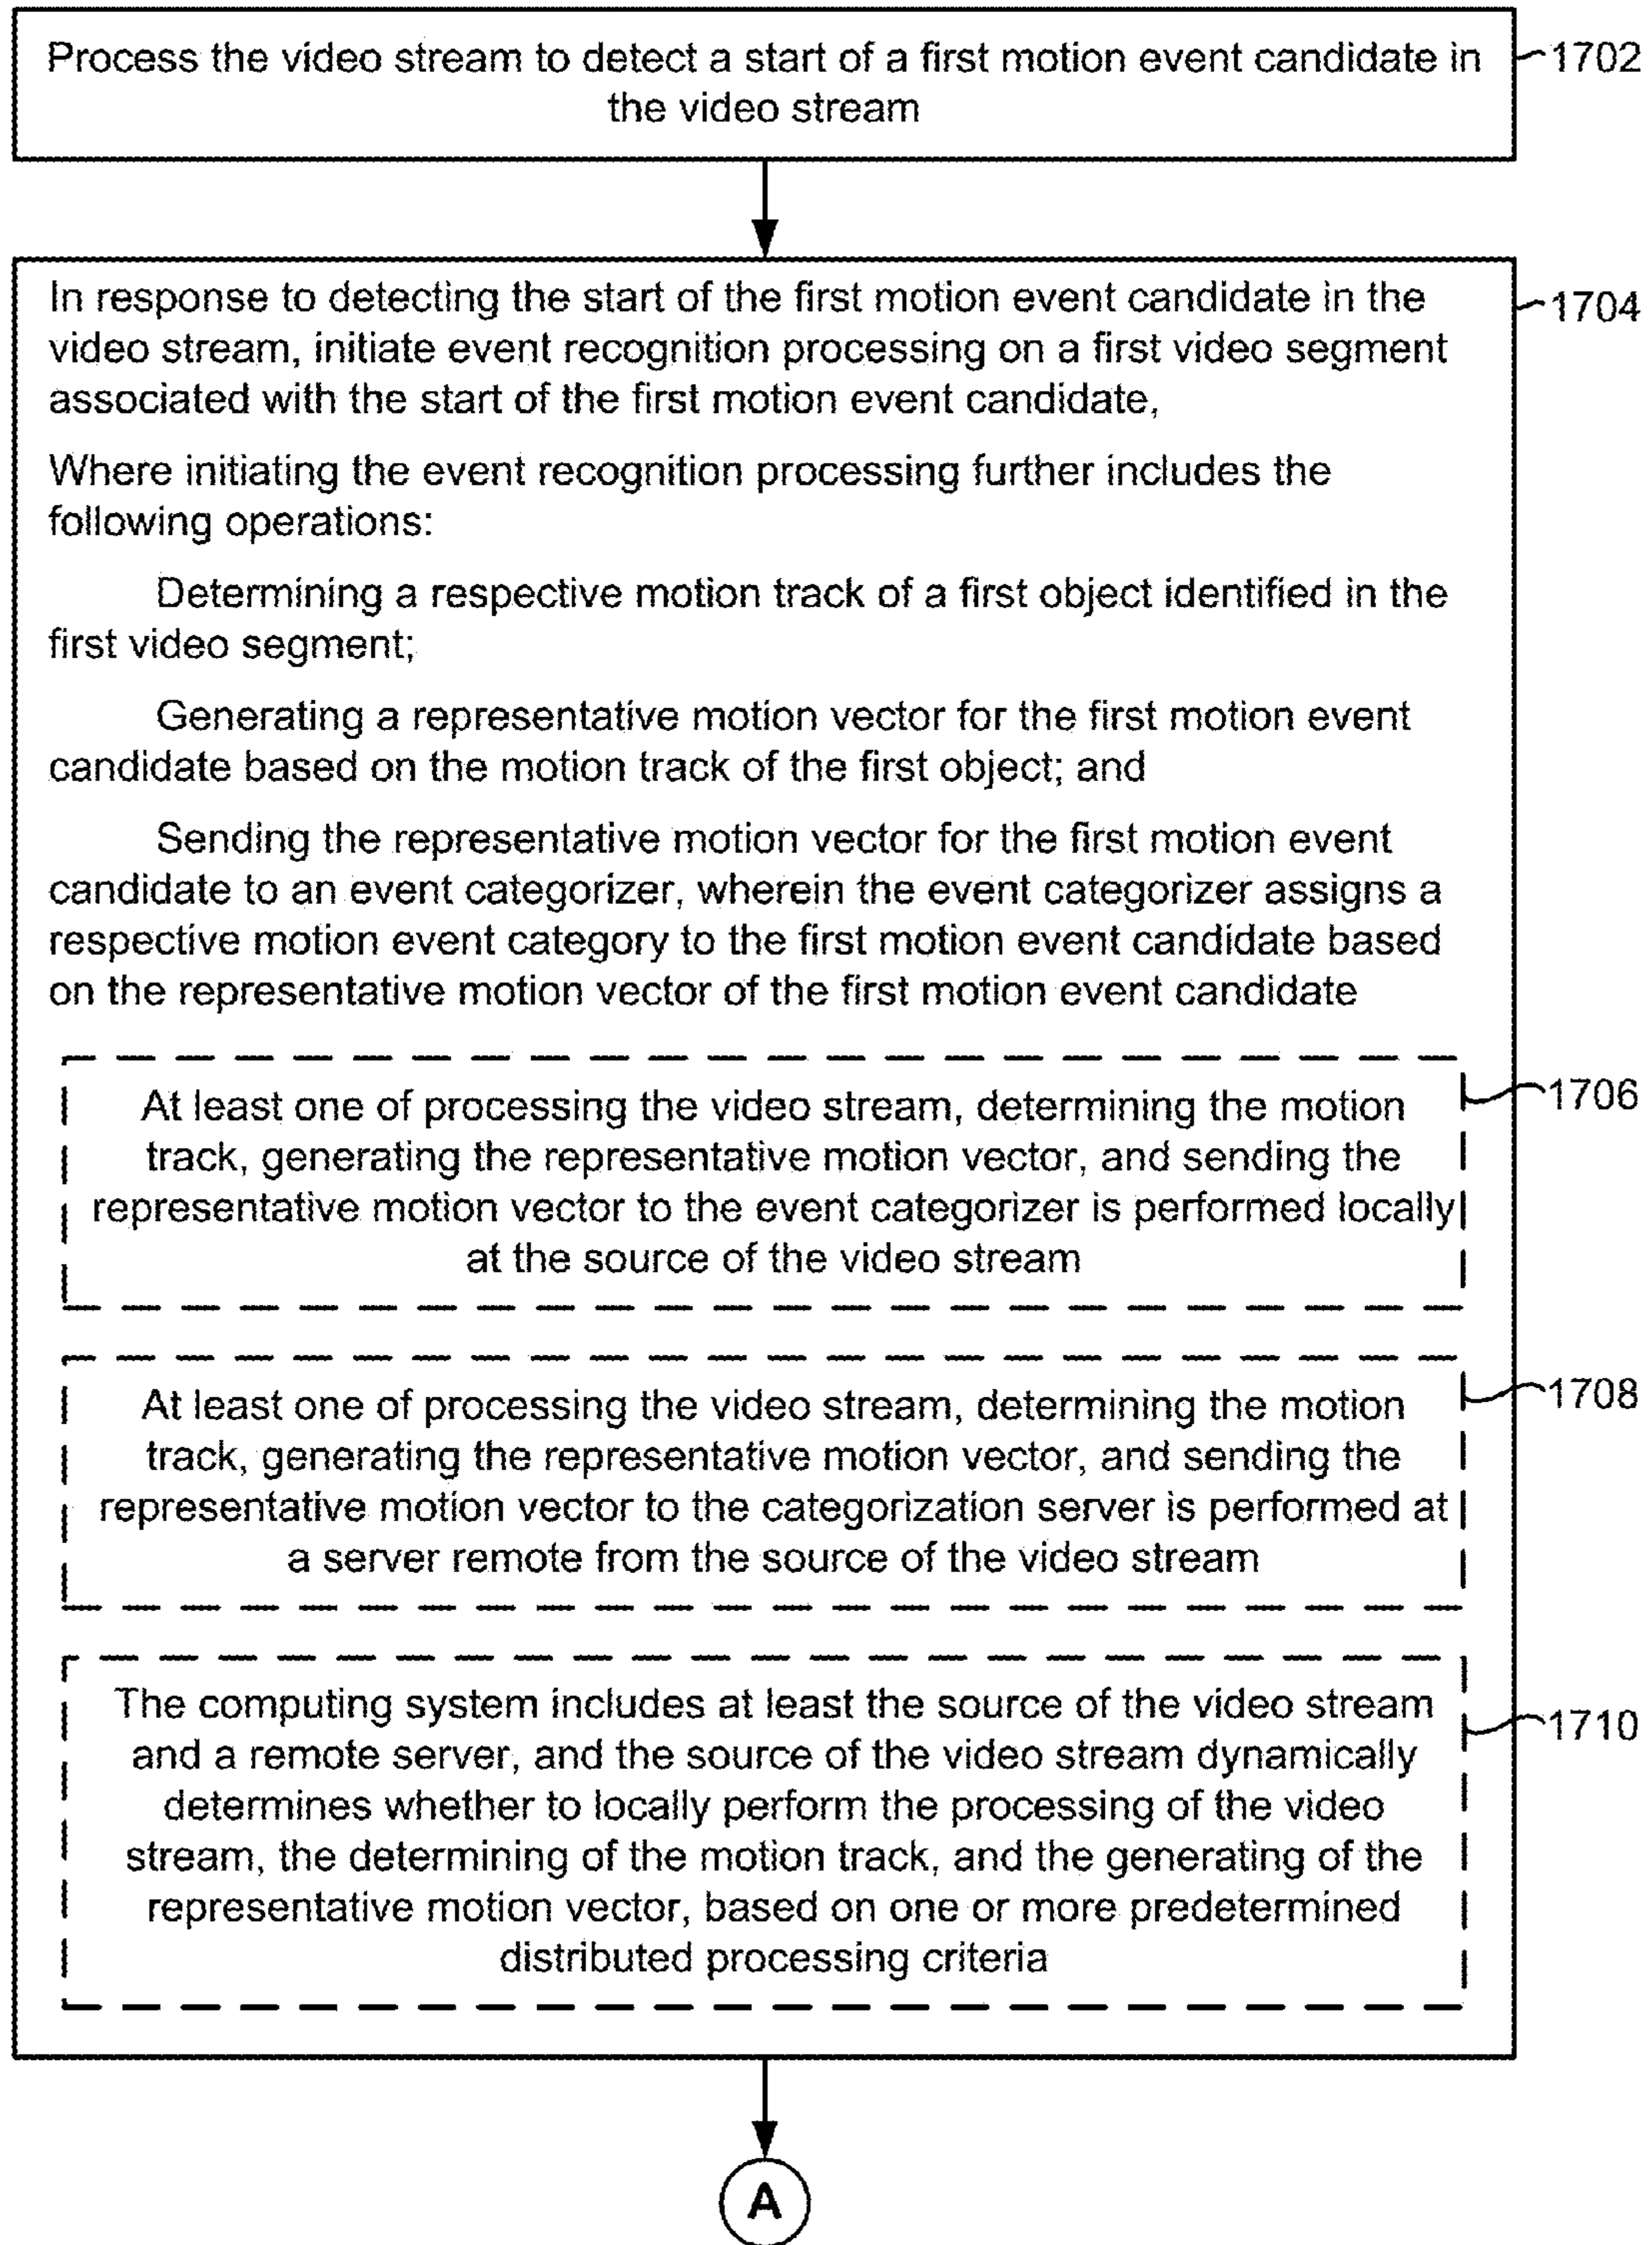 Process the video stream to detect a start of a first motion event candidate in
the video stream
1702
In response to detecting the start of the first motion event candidate in the
video stream, initiate event recognition processing on a first video segment
associated with the start of the first motion event candidate,
1704
Where initiating the event recognition processing further includes the
following operations:
Determining a respective motion track of a first object identified in the
first video segment;
Generating a representative motion vector for the first motion event
candidate based on the motion track of the first object; and
Sending the representative motion vector for the first motion event
candidate to an event categorizer, wherein the event categorizer assigns a
respective motion event category to the first motion event candidate based
on the representative motion vector of the first motion event candidate
At least one of processing the video stream, determining the motion
track, generating the representative motion vector, and sending the
representative motion vector to the event categorizer is performed locally
at the source of the video stream
1706
At least one of processing the video stream, determining the motion
track, generating the representative motion vector, and sending the
representative motion vector to the categorization server is performed at
a server remote from the source of the video stream
1708
The computing system includes at least the source of the video stream
and a remote server, and the source of the video stream dynamically
determines whether to locally perform the processing of the video
stream, the determining of the motion track, and the generating of the
representative motion vector, based on one or more predetermined
distributed processing criteria
1710
A